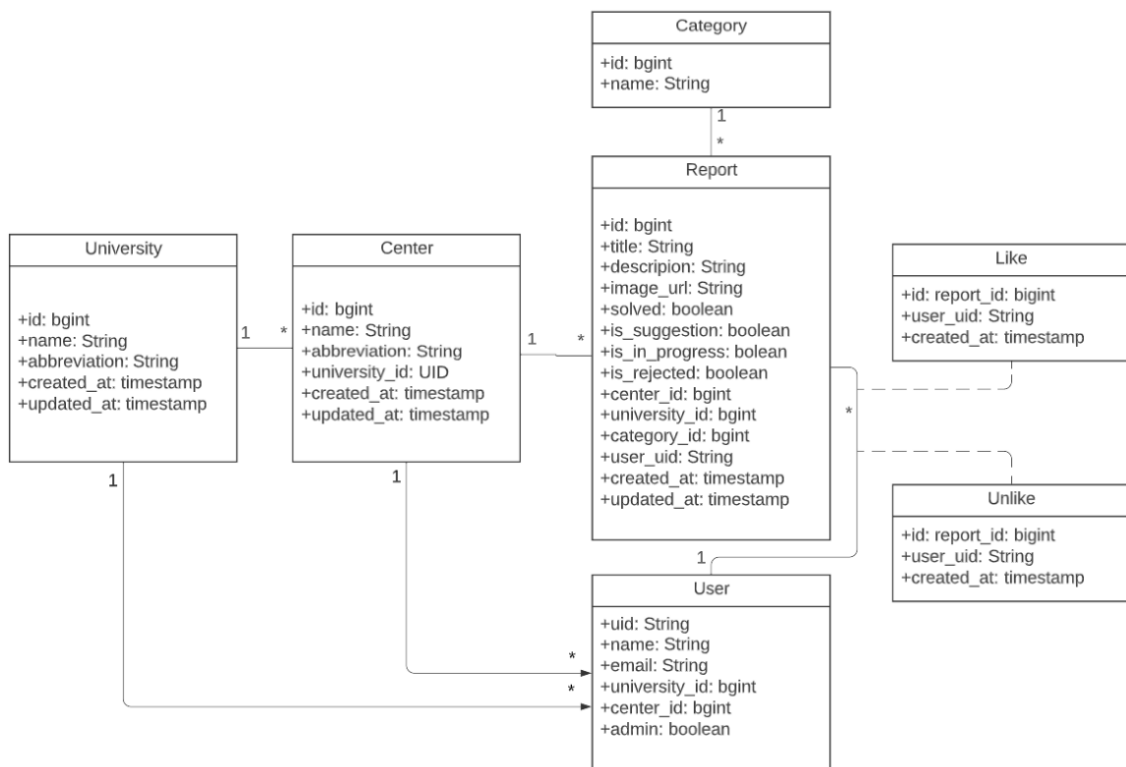 Category
+id: bgint
+name: String
1
*
Report
+id: bgint
+title: String
+descripion: String
+image_url: String
+solved: boolean
+is_suggestion: boolean
+is_in_progress: bolean
+is_rejected: boolean
+center_id: bgint
+university_id: bgint
+category_id: bgint
+user_uid: String
+created_at: timestamp
+updated_at: timestamp
University
+id: bgint
+name: String
+abbreviation: String
+created_at: timestamp
+updated_at: timestamp
1
*
Center
+id: bgint
+name: String
+abbreviation: String
+university_id: UID
+created_at: timestamp
+updated_at: timestamp
1
*
Like
+id: report_id: bigint
+user_uid: String
+created_at: timestamp
*
Unlike
+id: report_id: bigint
+user_uid: String
+created_at: timestamp
1
1
1
User
+uid: String
+name: String
+email: String
+university_id: bgint
+center_id: bgint
+admin: boolean
*
*